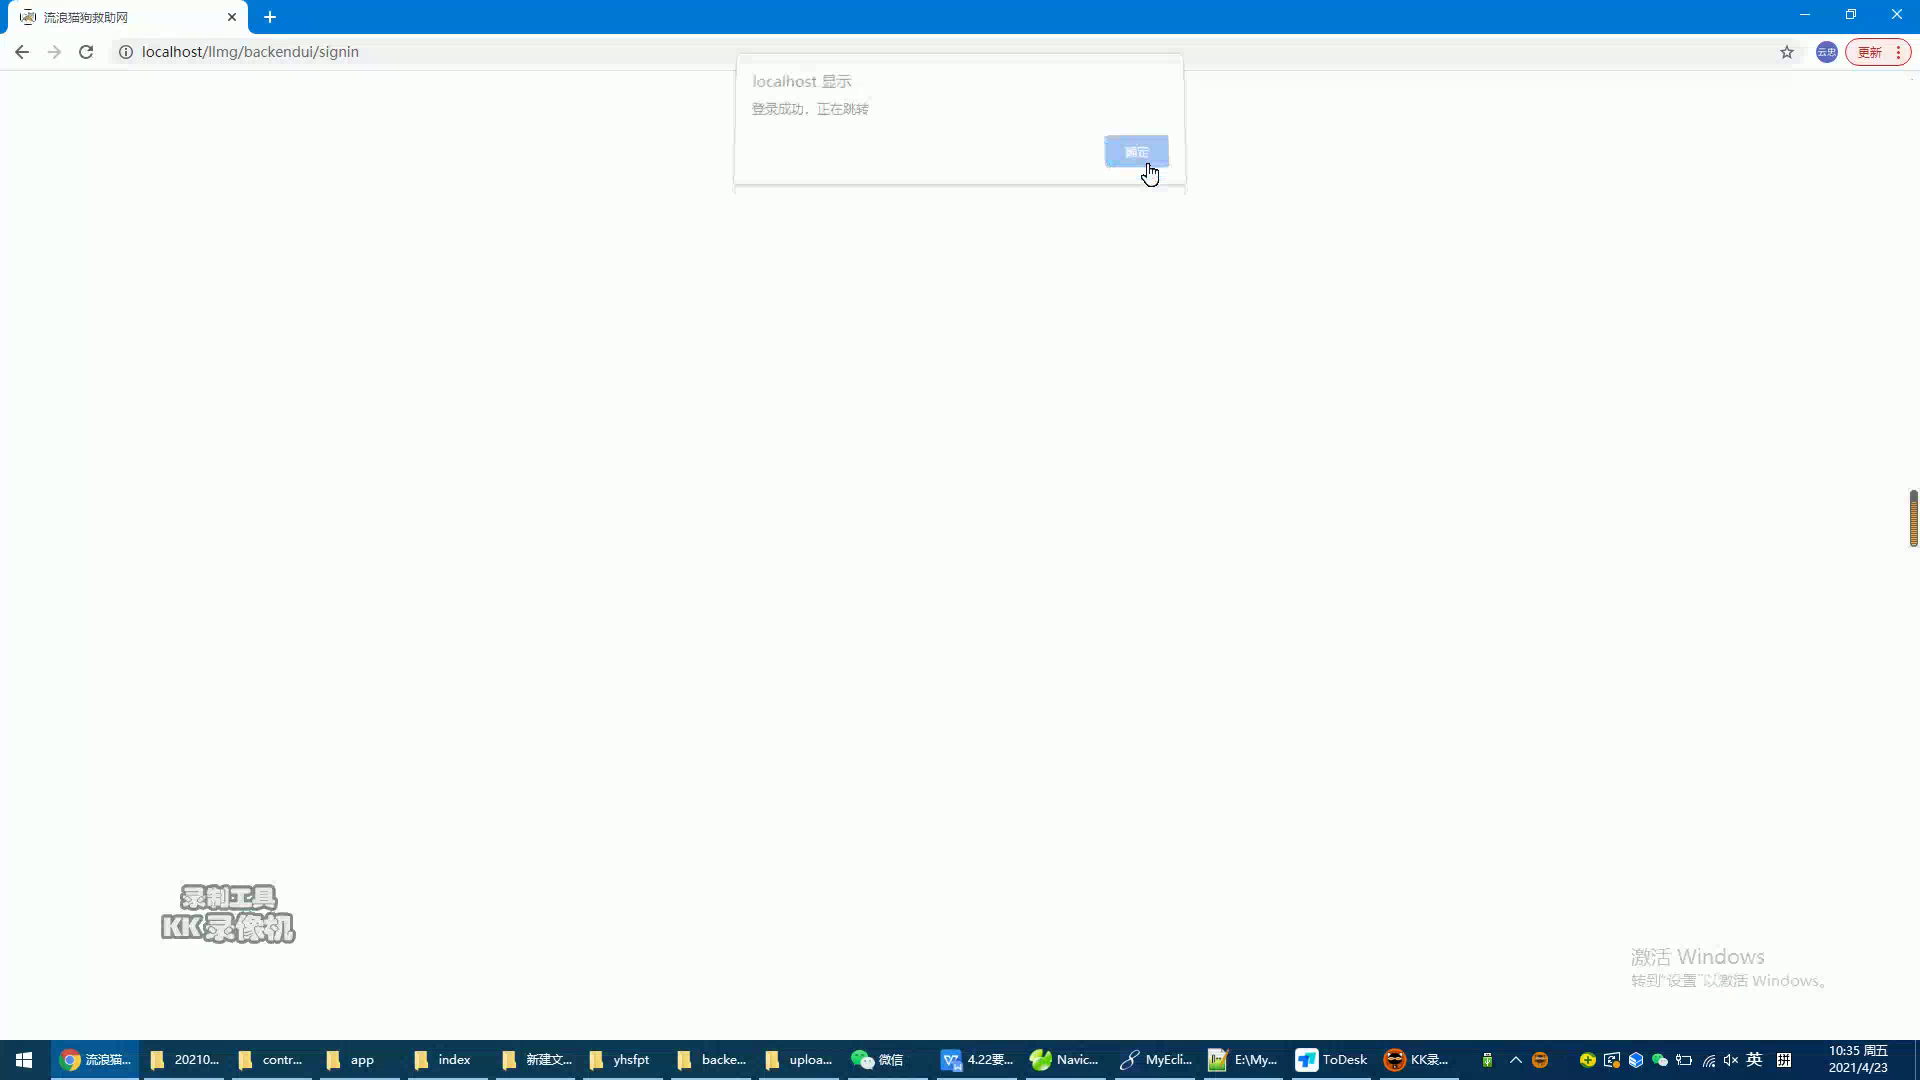 流浪猫狗救助网
localhost/llmg/backendui/signin
云忠
更新
localhost 显示
登录成功，正在跳转
确定
录制工具
KK录像机
激活 Windows
转到"设置"以激活 Windows。
流浪猫...
20210...
contr...
app
index
新建文...
yhsfpt
backe...
uploa...
微信
4.22要...
Navic...
MyEcli...
E:\My...
ToDesk
KK录...
英
拼
10:35 周五
2021/4/23